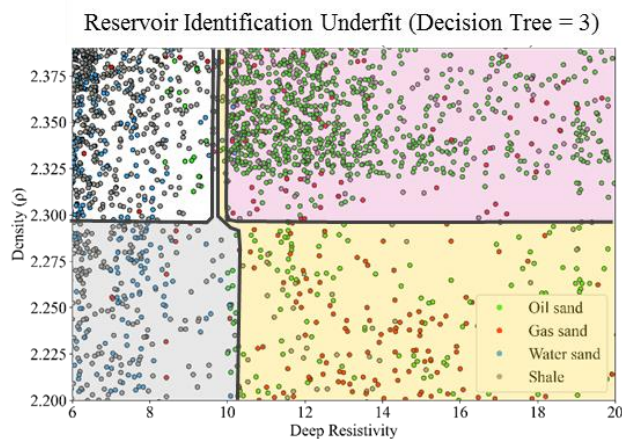 Reservoir Identification Underfit (Decision Tree = 3)
2.375
2.350
2.325
2.300
2.275
2.250
2.225
2.200
Density (ρ)
Oil sand
Gas sand
Water sand
Shale
6 8 10 12 14 16 18 20
Deep Resistivity